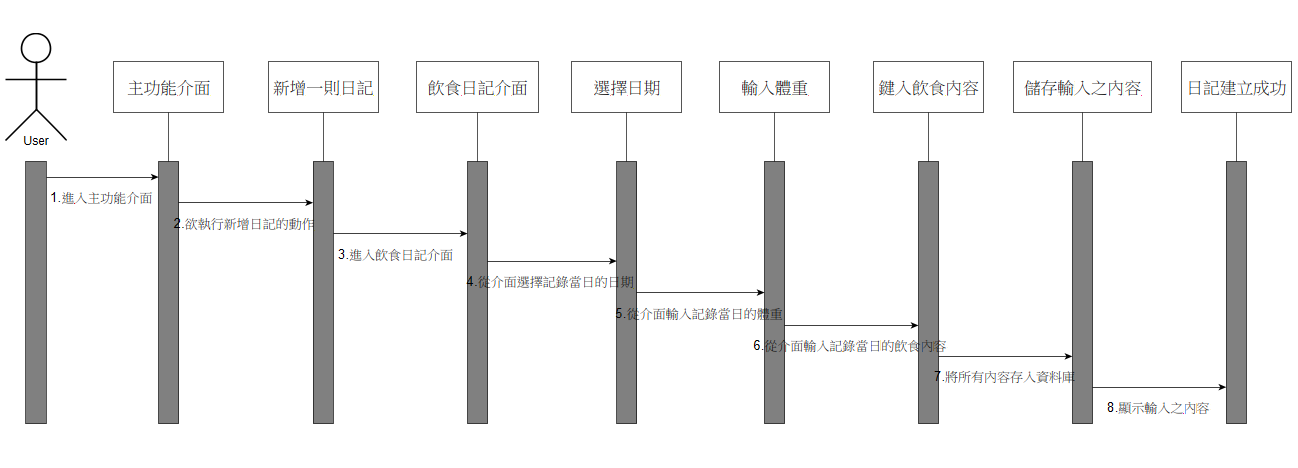 User
主功能介面
新增一則日記
飲食日記介面
選擇日期
輸入體重
鍵入飲食內容
儲存輸入之內容
日記建立成功
1.進入主功能介面
2.欲執行新增日記的動作
3.進入飲食日記介面
4.從介面選擇記錄當日的日期
5.從介面輸入記錄當日的體重
6.從介面輸入記錄當日的飲食內容
7.將所有內容存入資料庫
8.顯示輸入之內容